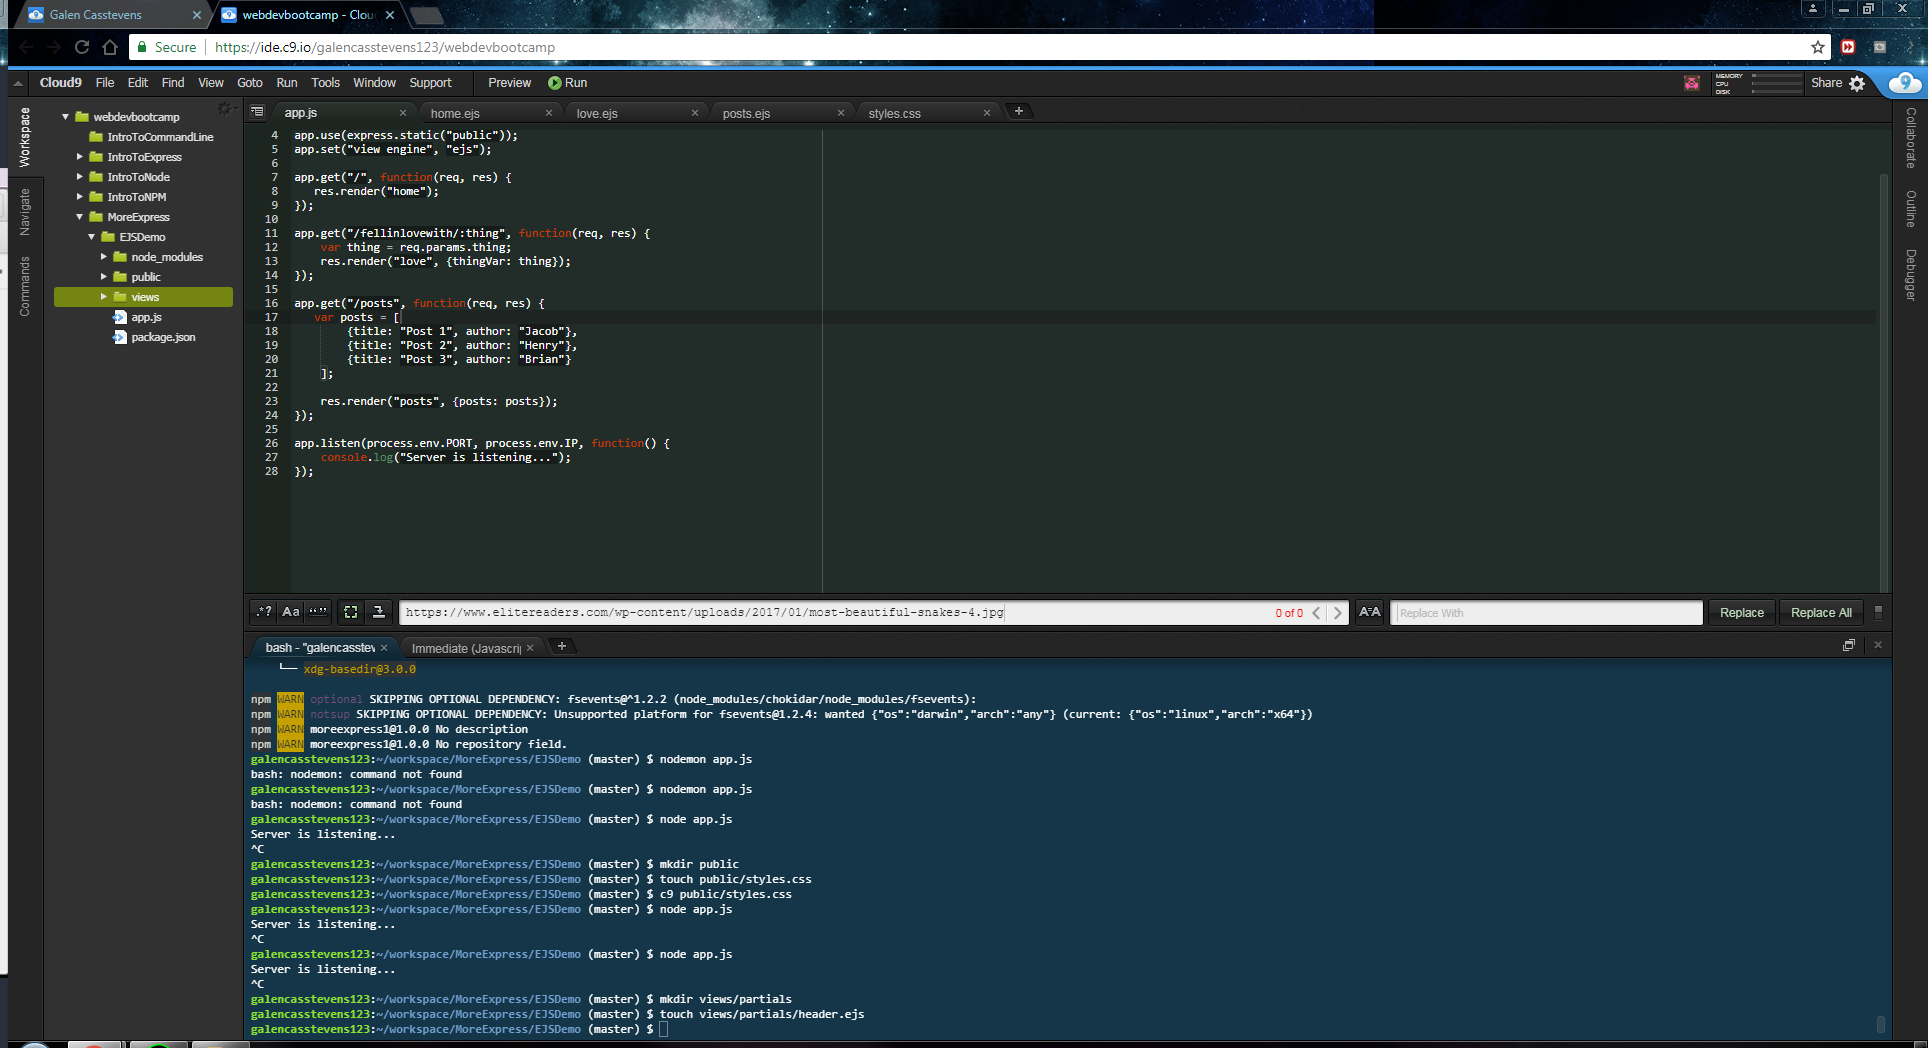 Galen Casstevens
webdevbootcamp - Clou
Secure
https://ide.c9.io/galencasstevens123/webdevbootcamp
Cloud9 File Edit Find View Goto Run Tools Window Support Preview Run
MEMORY
CPU
DISK
Share
Workspace
Navigate
Commands
webdevbootcamp
IntroToCommandLine
IntroToExpress
IntroToNode
IntroToNPM
MoreExpress
EJSDemo
node_modules
public
views
app.js
package.json
app.js home.ejs love.ejs posts.ejs styles.css
4 app.use(express.static("public"));
5 app.set("view engine", "ejs");
6
7 app.get("/", function(req, res) {
8 res.render("home");
9 });
10
11 app.get("/fellinlovewith/:thing", function(req, res) {
12 var thing = req.params.thing;
13 res.render("love", {thingVar: thing});
14 });
15
16 app.get("/posts", function(req, res) {
17 var posts = [
18 {title: "Post 1", author: "Jacob"},
19 {title: "Post 2", author: "Henry"},
20 {title: "Post 3", author: "Brian"}
21 ];
22
23 res.render("posts", {posts: posts});
24 });
25
26 app.listen(process.env.PORT, process.env.IP, function() {
27 console.log("Server is listening...");
28 });
Collaborate
Outline
Debugger
.*? Aa "" https://www.elitereaders.com/wp-content/uploads/2017/01/most-beautiful-snakes-4.jpg 0 of 0 Replace With Replace Replace All
bash - "galencasstev Immediate (Javascri
xdg-basedir@3.0.0
npm WARN optional SKIPPING OPTIONAL DEPENDENCY: fsevents@^1.2.2 (node_modules/chokidar/node_modules/fsevents):
npm WARN notsup SKIPPING OPTIONAL DEPENDENCY: Unsupported platform for fsevents@1.2.4: wanted {"os":"darwin","arch":"any"} (current: {"os":"linux","arch":"x64"})
npm WARN moreexpress1@1.0.0 No description
npm WARN moreexpress1@1.0.0 No repository field.
galencasstevens123:~/workspace/MoreExpress/EJSDemo (master) $ nodemon app.js
bash: nodemon: command not found
galencasstevens123:~/workspace/MoreExpress/EJSDemo (master) $ nodemon app.js
bash: nodemon: command not found
galencasstevens123:~/workspace/MoreExpress/EJSDemo (master) $ node app.js
Server is listening...
^C
galencasstevens123:~/workspace/MoreExpress/EJSDemo (master) $ mkdir public
galencasstevens123:~/workspace/MoreExpress/EJSDemo (master) $ touch public/styles.css
galencasstevens123:~/workspace/MoreExpress/EJSDemo (master) $ c9 public/styles.css
galencasstevens123:~/workspace/MoreExpress/EJSDemo (master) $ node app.js
Server is listening...
^C
galencasstevens123:~/workspace/MoreExpress/EJSDemo (master) $ node app.js
Server is listening...
^C
galencasstevens123:~/workspace/MoreExpress/EJSDemo (master) $ mkdir views/partials
galencasstevens123:~/workspace/MoreExpress/EJSDemo (master) $ touch views/partials/header.ejs
galencasstevens123:~/workspace/MoreExpress/EJSDemo (master) $